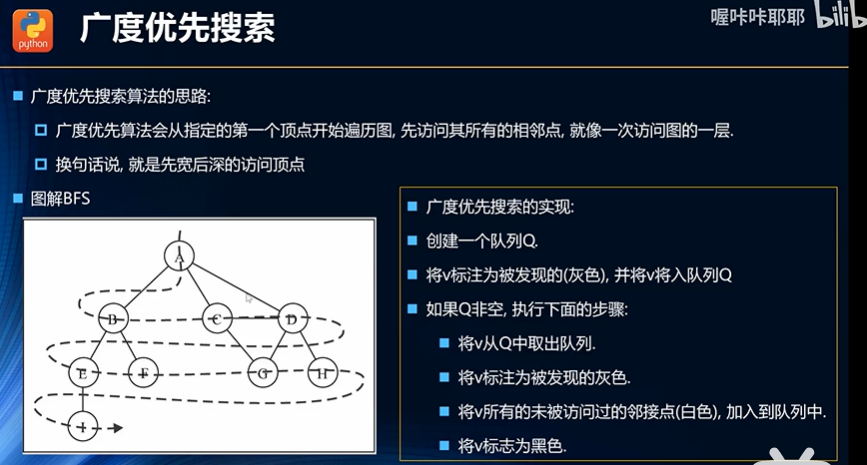 喔咔咔耶耶
python
广度优先搜索
广度优先搜索算法的思路:
广度优先算法会从指定的第一个顶点开始遍历图, 先访问其所有的相邻点, 就像一次访问图的一层.
换句话说, 就是先宽后深的访问顶点
图解BFS
A
B C D
E F G H
I
广度优先搜索的实现:
创建一个队列Q.
将v标注为被发现的(灰色), 并将v将入队列Q
如果Q非空, 执行下面的步骤:
将v从Q中取出队列.
将v标注为被发现的灰色.
将v所有的未被访问过的邻接点(白色), 加入到队列中.
将v标志为黑色.